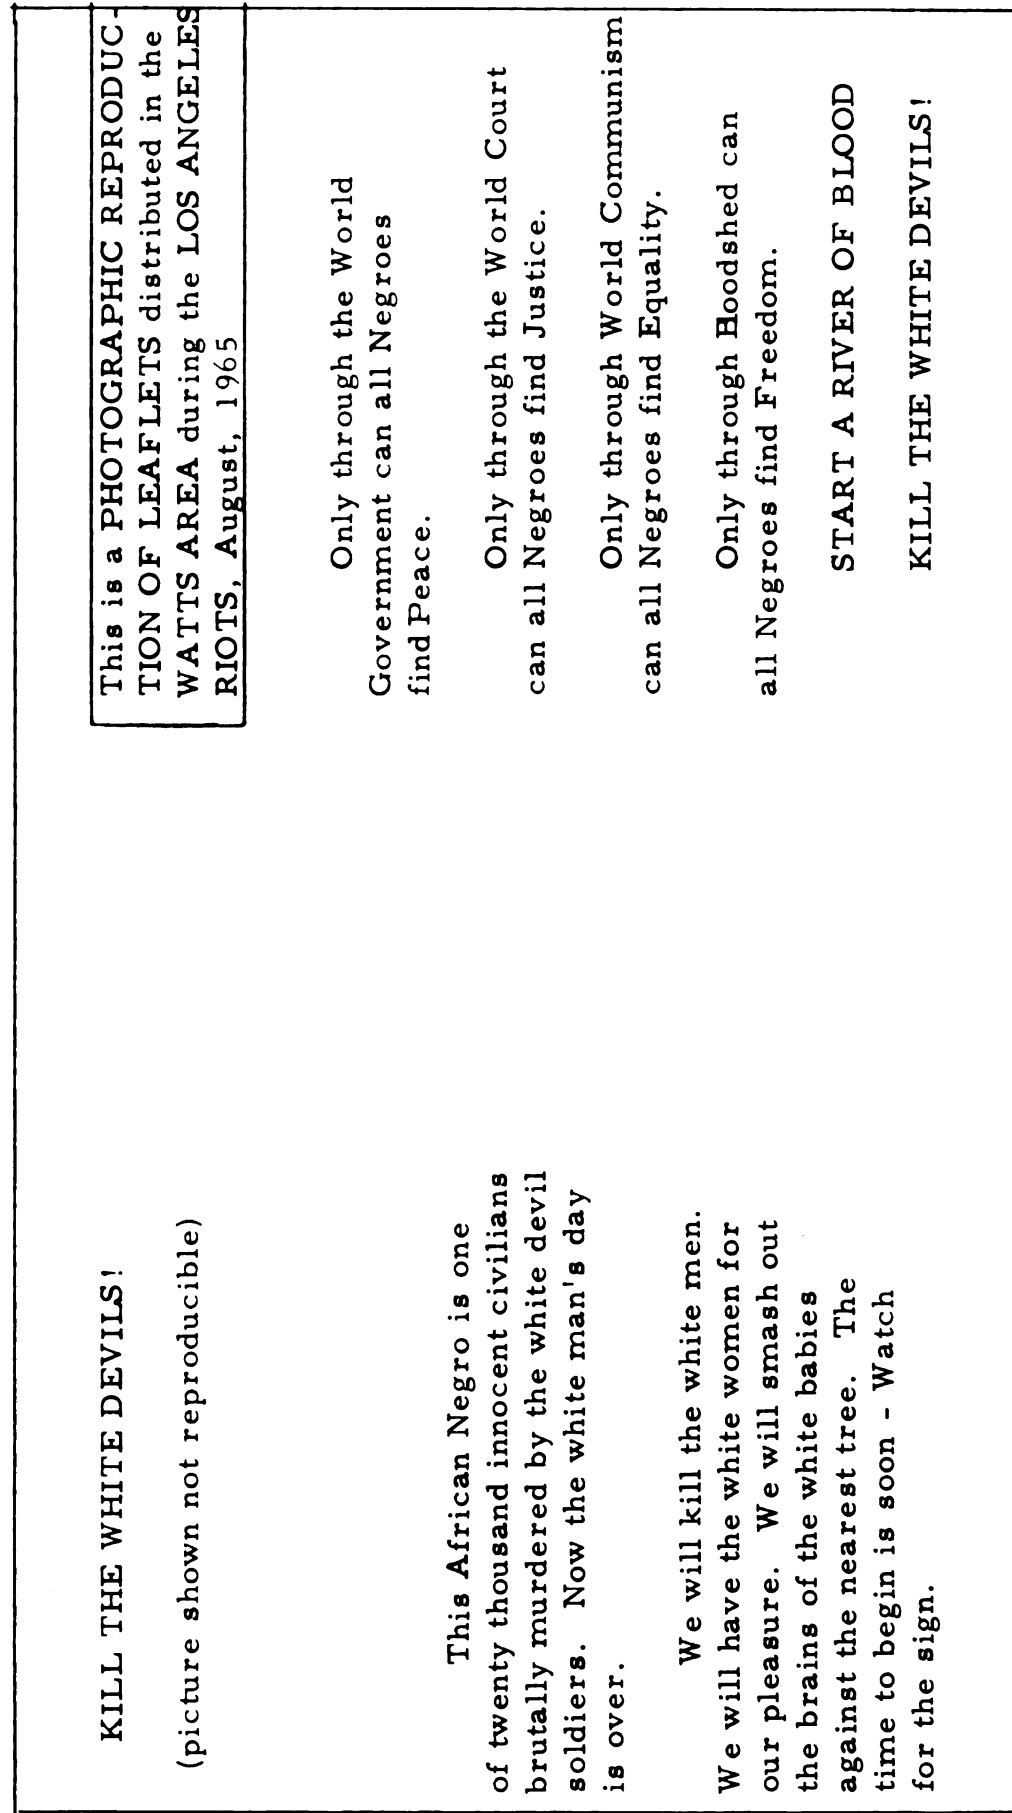 KILL THE WHITE DEVILS!
(picture shown not reproducible)
This African Negro is one
of twenty thousand innocent civilians
brutally murdered by the white devil
soldiers. Now the white man's day
is over.
We will kill the white men.
We will have the white women for
our pleasure. We will smash out
the brains of the white babies
against the nearest tree. The
time to begin is soon - Watch
for the sign.
This is a PHOTOGRAPHIC REPRODUC-
TION OF LEAFLETS distributed in the
WATTS AREA during the LOS ANGELES
RIOTS, August, 1965
Only through the World
Government can all Negroes
find Peace.
Only through the World Court
can all Negroes find Justice.
Only through World Communism
can all Negroes find Equality.
Only through Bloodshed can
all Negroes find Freedom.
START A RIVER OF BLOOD
KILL THE WHITE DEVILS!